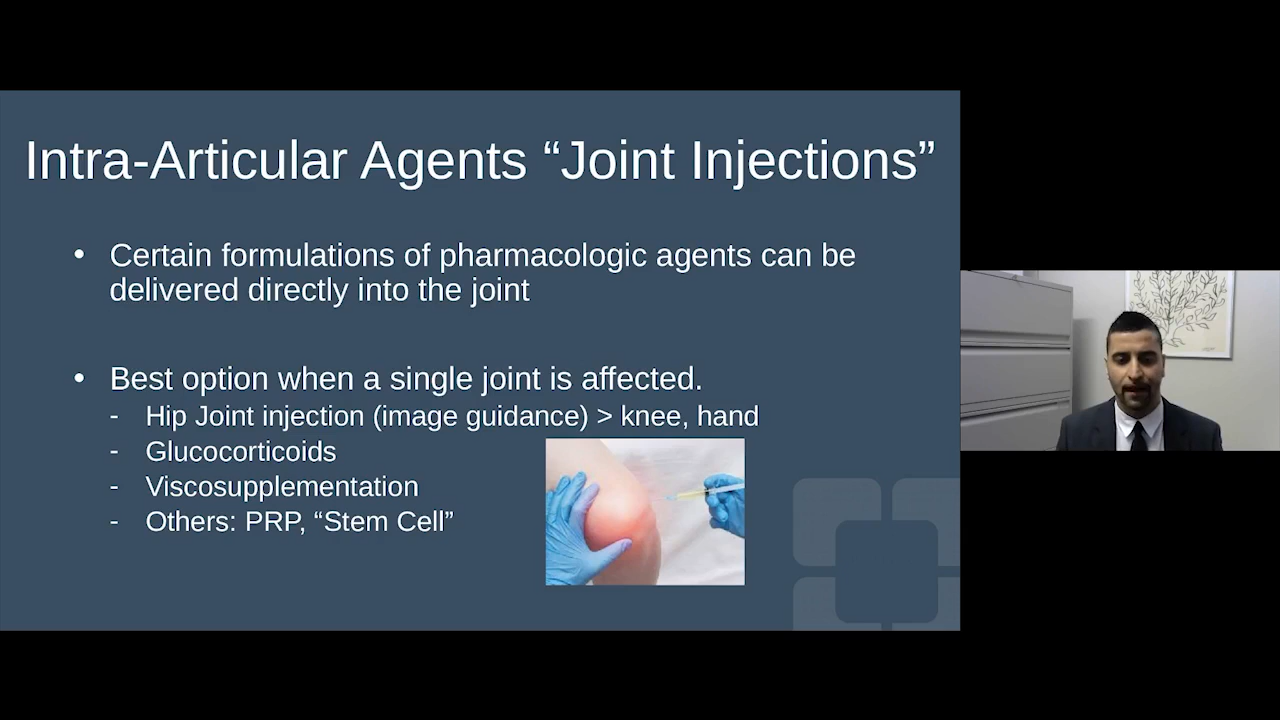 Intra-Articular Agents “Joint Injections”
• Certain formulations of pharmacologic agents can be
delivered directly into the joint
• Best option when a single joint is affected.
- Hip Joint injection (image guidance) > knee, hand
- Glucocorticoids
- Viscosupplementation
- Others: PRP, “Stem Cell”